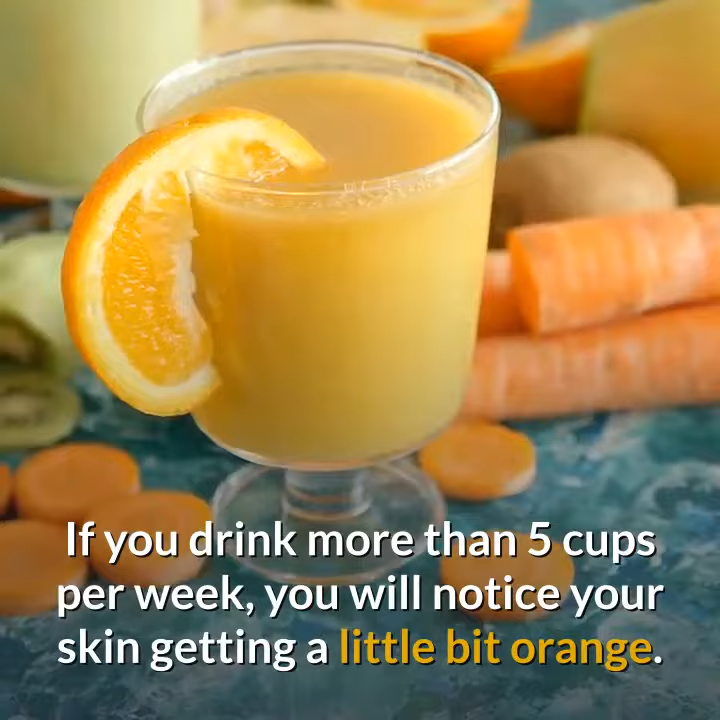 If you drink more than 5 cups
per week, you will notice your
skin getting a little bit orange.